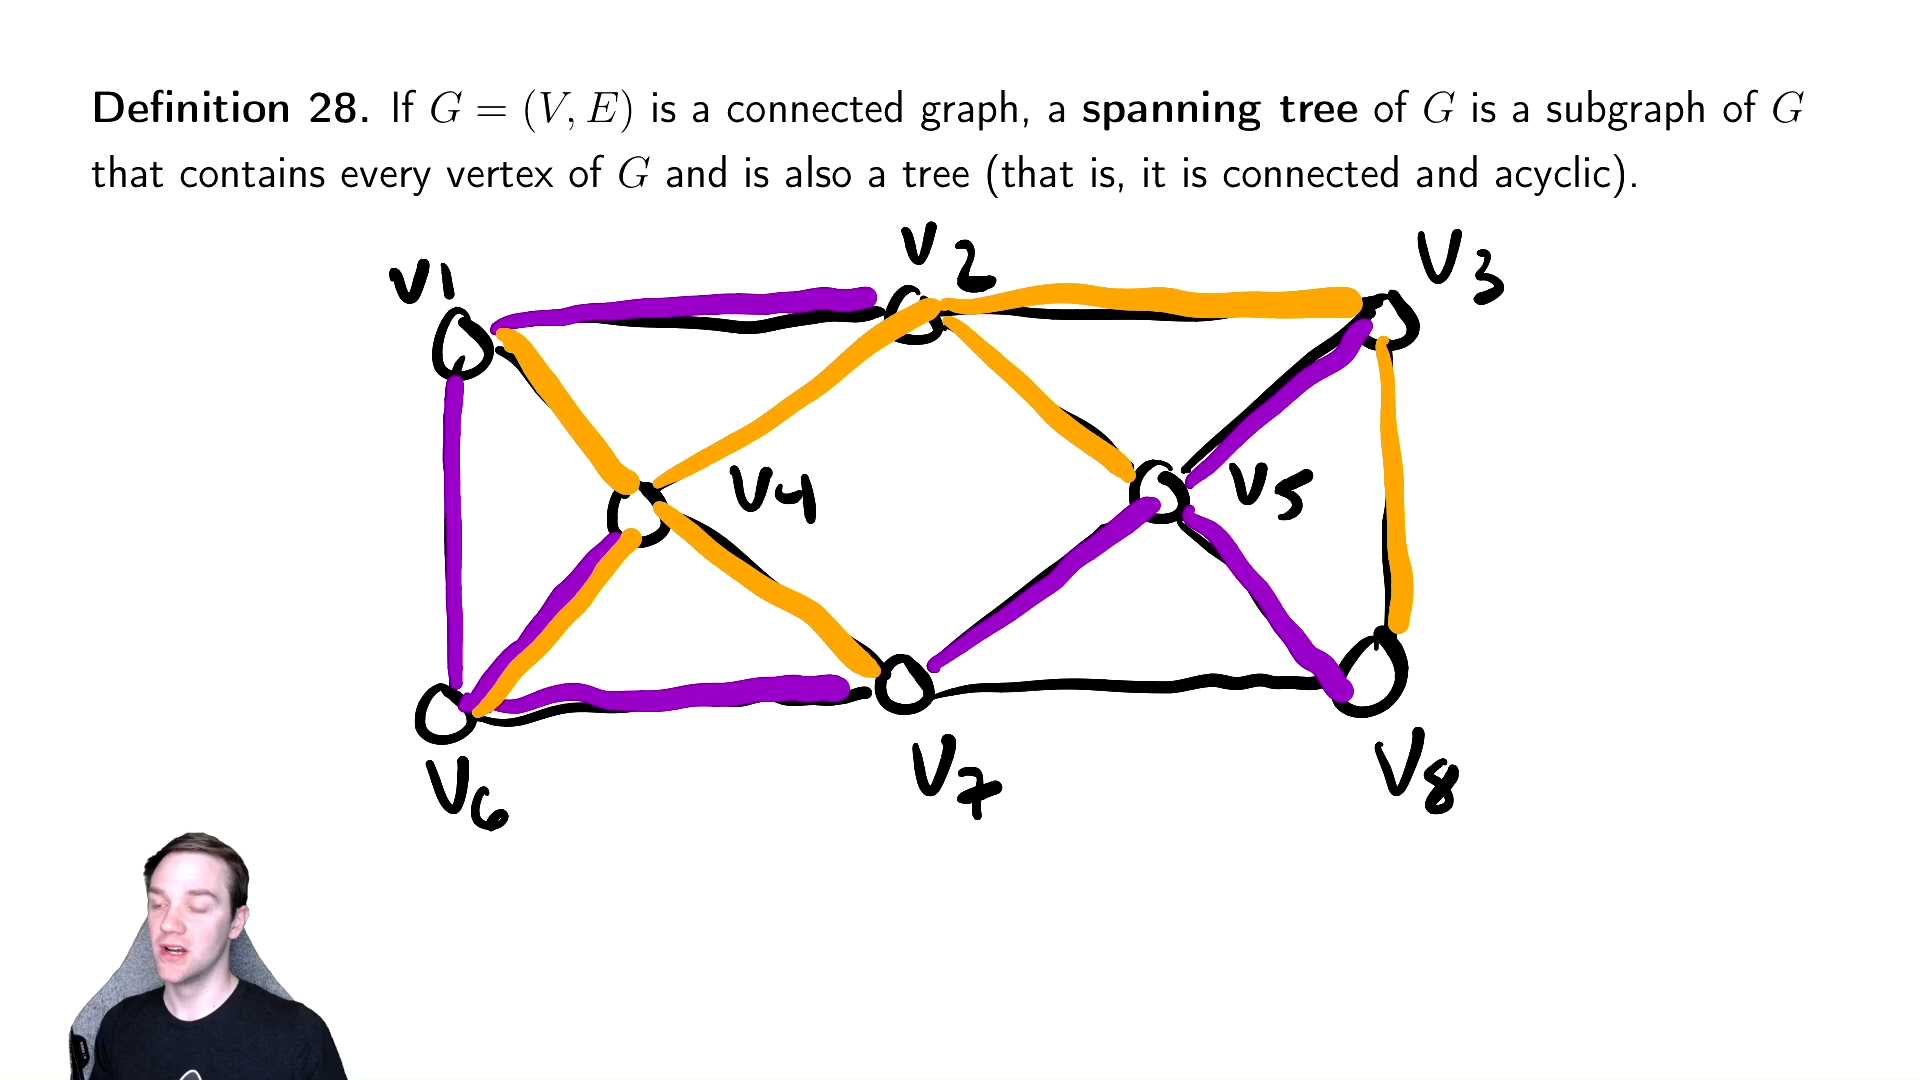 Definition 28. If G = (V, E) is a connected graph, a spanning tree of G is a subgraph of G
that contains every vertex of G and is also a tree (that is, it is connected and acyclic).
V1
V2
V3
V4
V5
V6
V7
V8